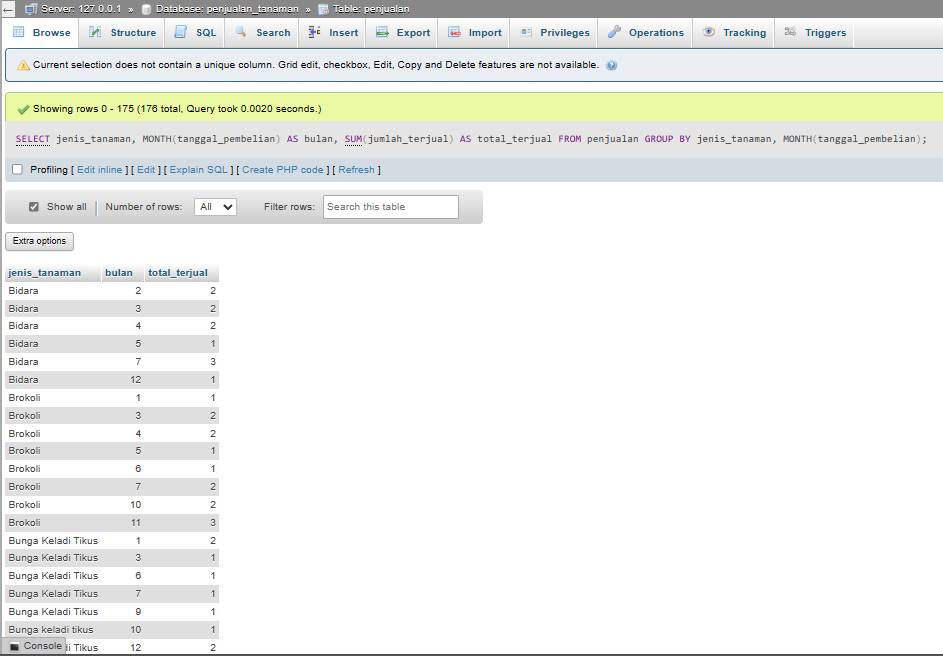 Server: 127.0.0.1 » Database: penjualan_tanaman » Table: penjualan
Browse Structure SQL Search Insert Export Import Privileges Operations Tracking Triggers
Current selection does not contain a unique column. Grid edit, checkbox, Edit, Copy and Delete features are not available.
Showing rows 0 - 175 (176 total, Query took 0.0020 seconds.)
SELECT jenis_tanaman, MONTH(tanggal_pembelian) AS bulan, SUM(jumlah_terjual) AS total_terjual FROM penjualan GROUP BY jenis_tanaman, MONTH(tanggal_pembelian);
Profiling [ Edit inline ] [ Edit ] [ Explain SQL ] [ Create PHP code ] [ Refresh ]
Show all | Number of rows: All Filter rows: Search this table
Extra options
jenis_tanaman bulan total_terjual
Bidara 2 2
Bidara 3 2
Bidara 4 2
Bidara 5 1
Bidara 7 3
Bidara 12 1
Brokoli 1 1
Brokoli 3 2
Brokoli 4 2
Brokoli 5 1
Brokoli 6 1
Brokoli 7 2
Brokoli 10 2
Brokoli 11 3
Bunga Keladi Tikus 1 2
Bunga Keladi Tikus 3 1
Bunga Keladi Tikus 6 1
Bunga Keladi Tikus 7 1
Bunga Keladi Tikus 9 1
Bunga keladi tikus 10 1
Console Tikus 12 2